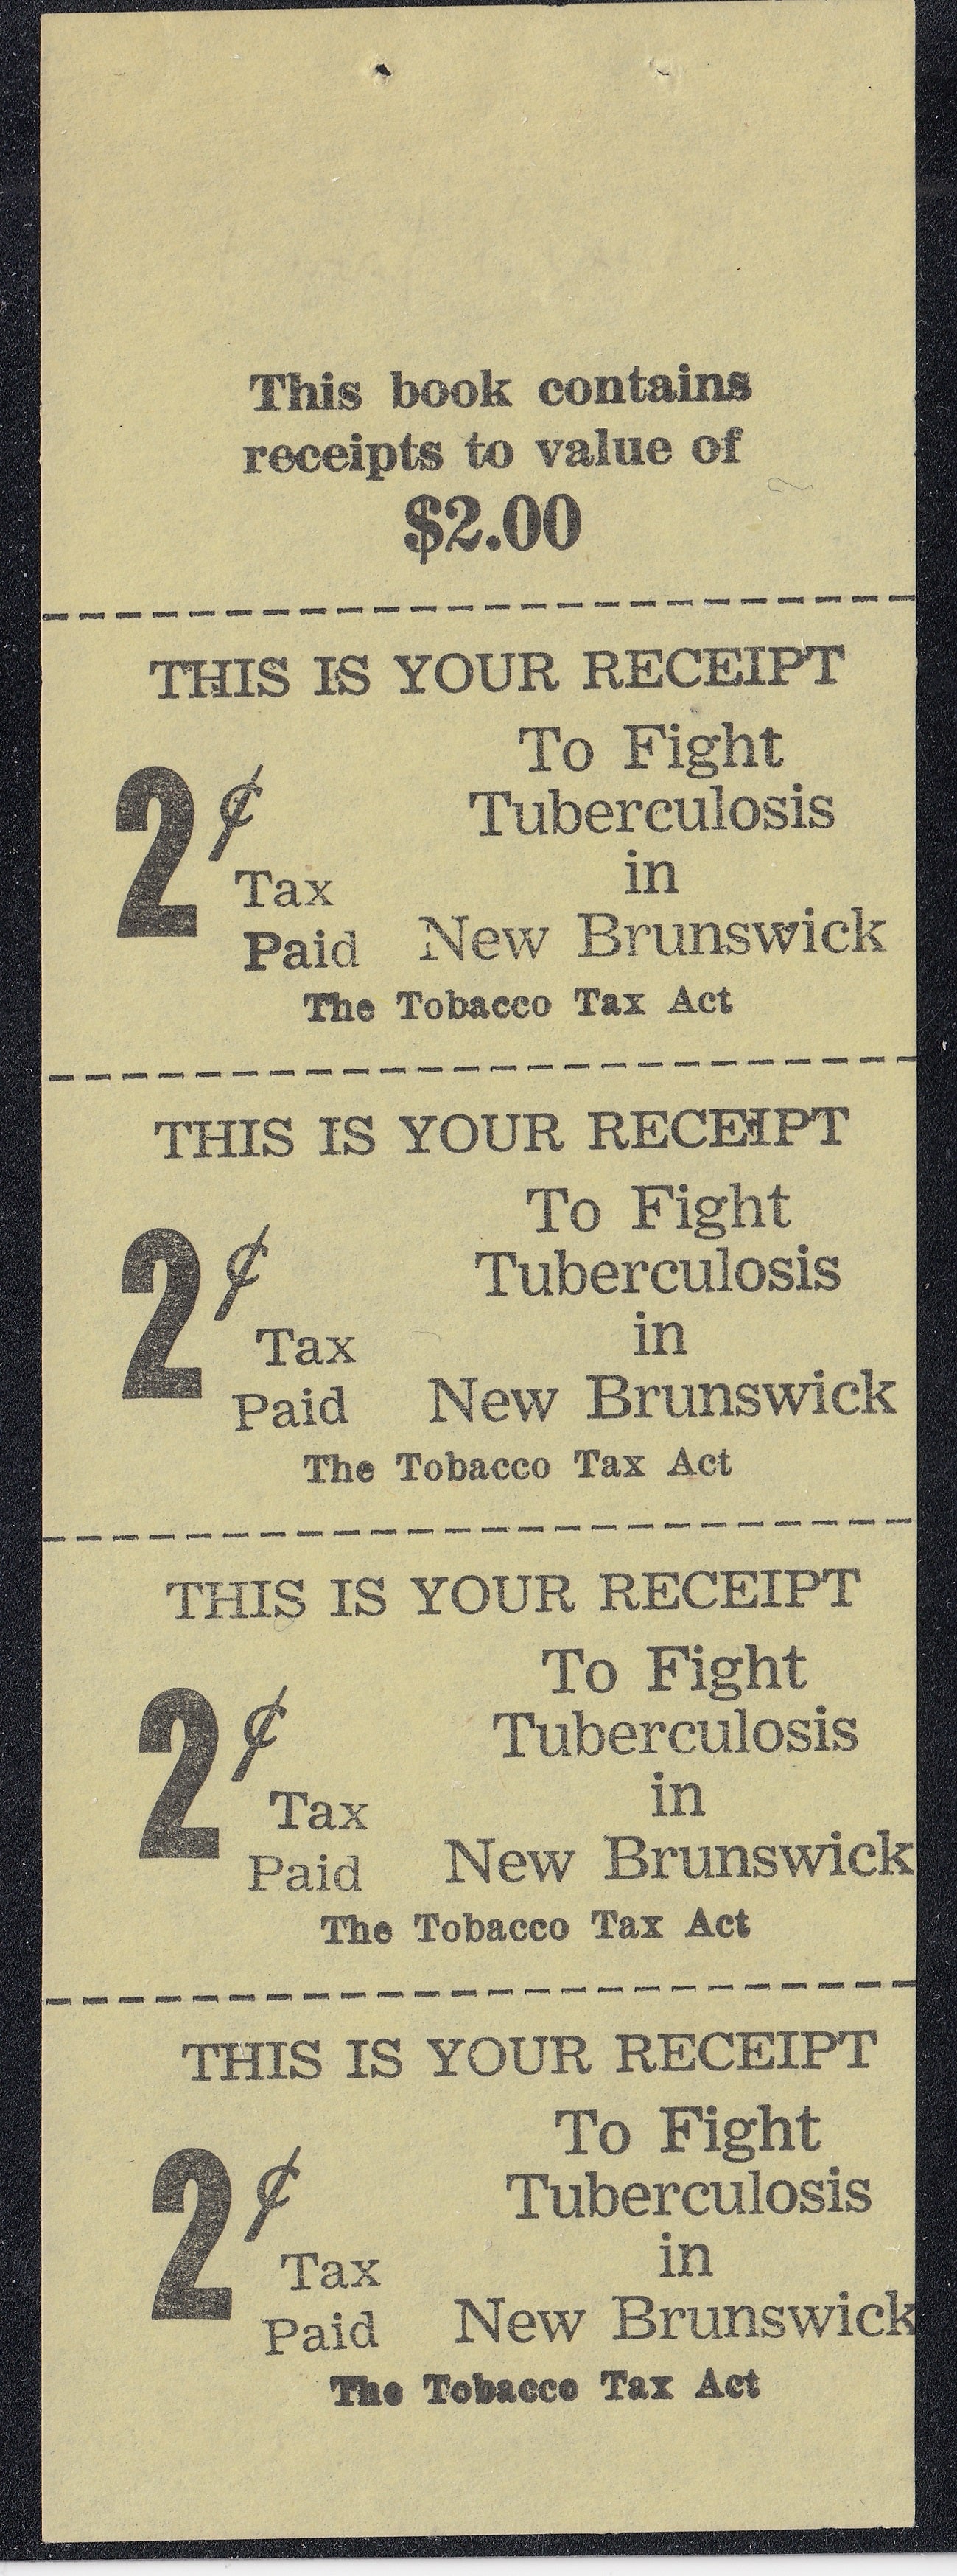 This book contains
receipts to value of
$2.00
THIS IS YOUR RECEIPT
To Fight
Tuberculosis
in
New Brunswick
2¢
Tax
Paid
The Tobacco Tax Act
THIS IS YOUR RECEIPT
To Fight
Tuberculosis
in
New Brunswick
2¢
Tax
Paid
The Tobacco Tax Act
THIS IS YOUR RECEIPT
To Fight
Tuberculosis
in
New Brunswick
2¢
Tax
Paid
The Tobacco Tax Act
THIS IS YOUR RECEIPT
To Fight
Tuberculosis
in
New Brunswick
2¢
Tax
Paid
The Tobacco Tax Act